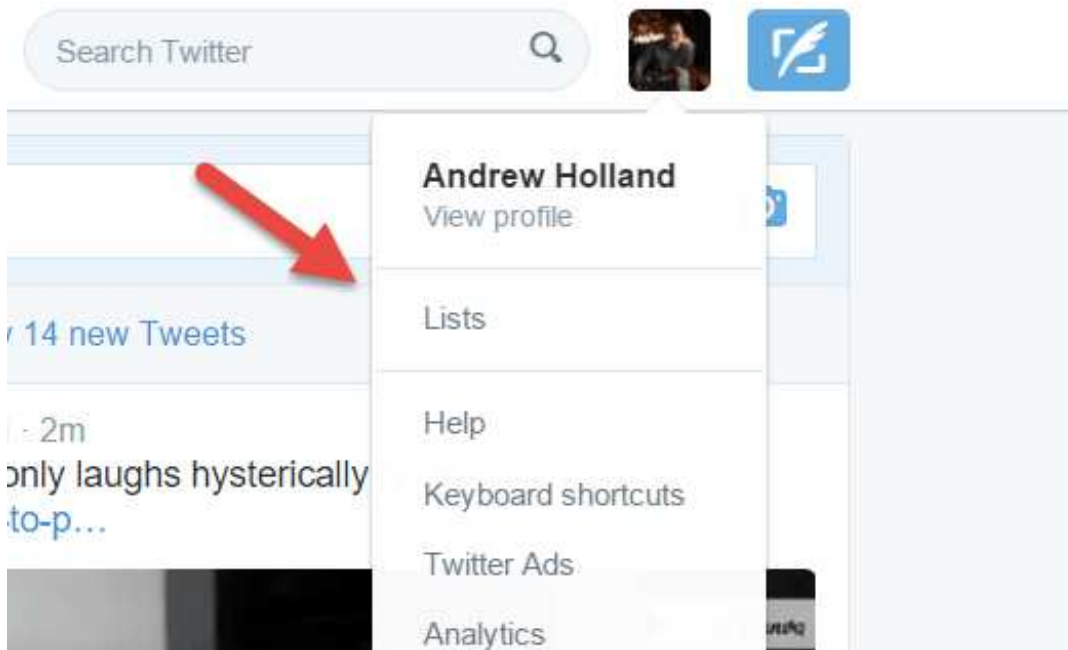 Search Twitter
Andrew Holland
View profile
Lists
14 new Tweets
Help
· 2m
only laughs hysterically
Keyboard shortcuts
-to-p…
Twitter Ads
Analytics